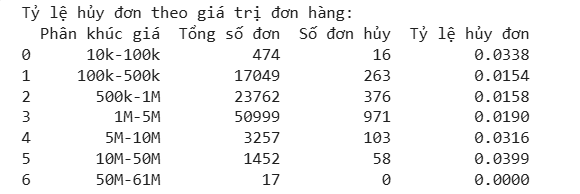 Tỷ lệ hủy đơn theo giá trị đơn hàng:
Phân khúc giá Tổng số đơn Số đơn hủy Tỷ lệ hủy đơn
0 10k-100k 474 16 0.0338
1 100k-500k 17049 263 0.0154
2 500k-1M 23762 376 0.0158
3 1M-5M 50999 971 0.0190
4 5M-10M 3257 103 0.0316
5 10M-50M 1452 58 0.0399
6 50M-61M 17 0 0.0000